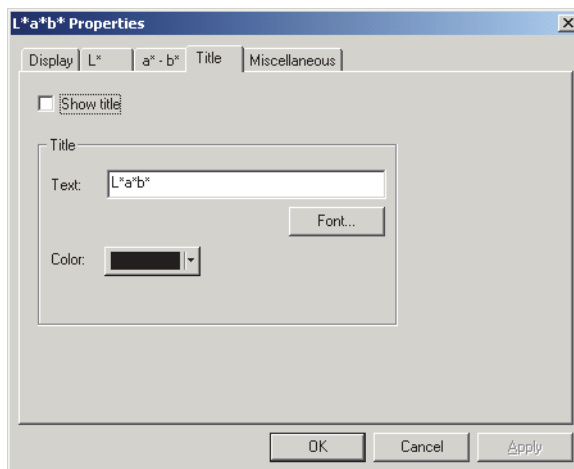 L*a*b* Properties
Display L* a* - b* Title Miscellaneous
Show title
Title
Text: L*a*b*
Font...
Color:
OK Cancel Apply